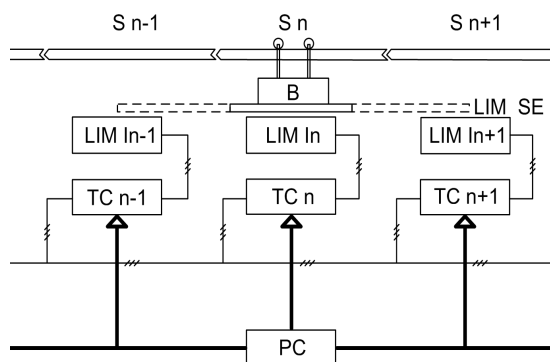 S n-1 S n S n+1
B
LIM SE
LIM In-1 LIM In LIM In+1
TC n-1 TC n TC n+1
PC